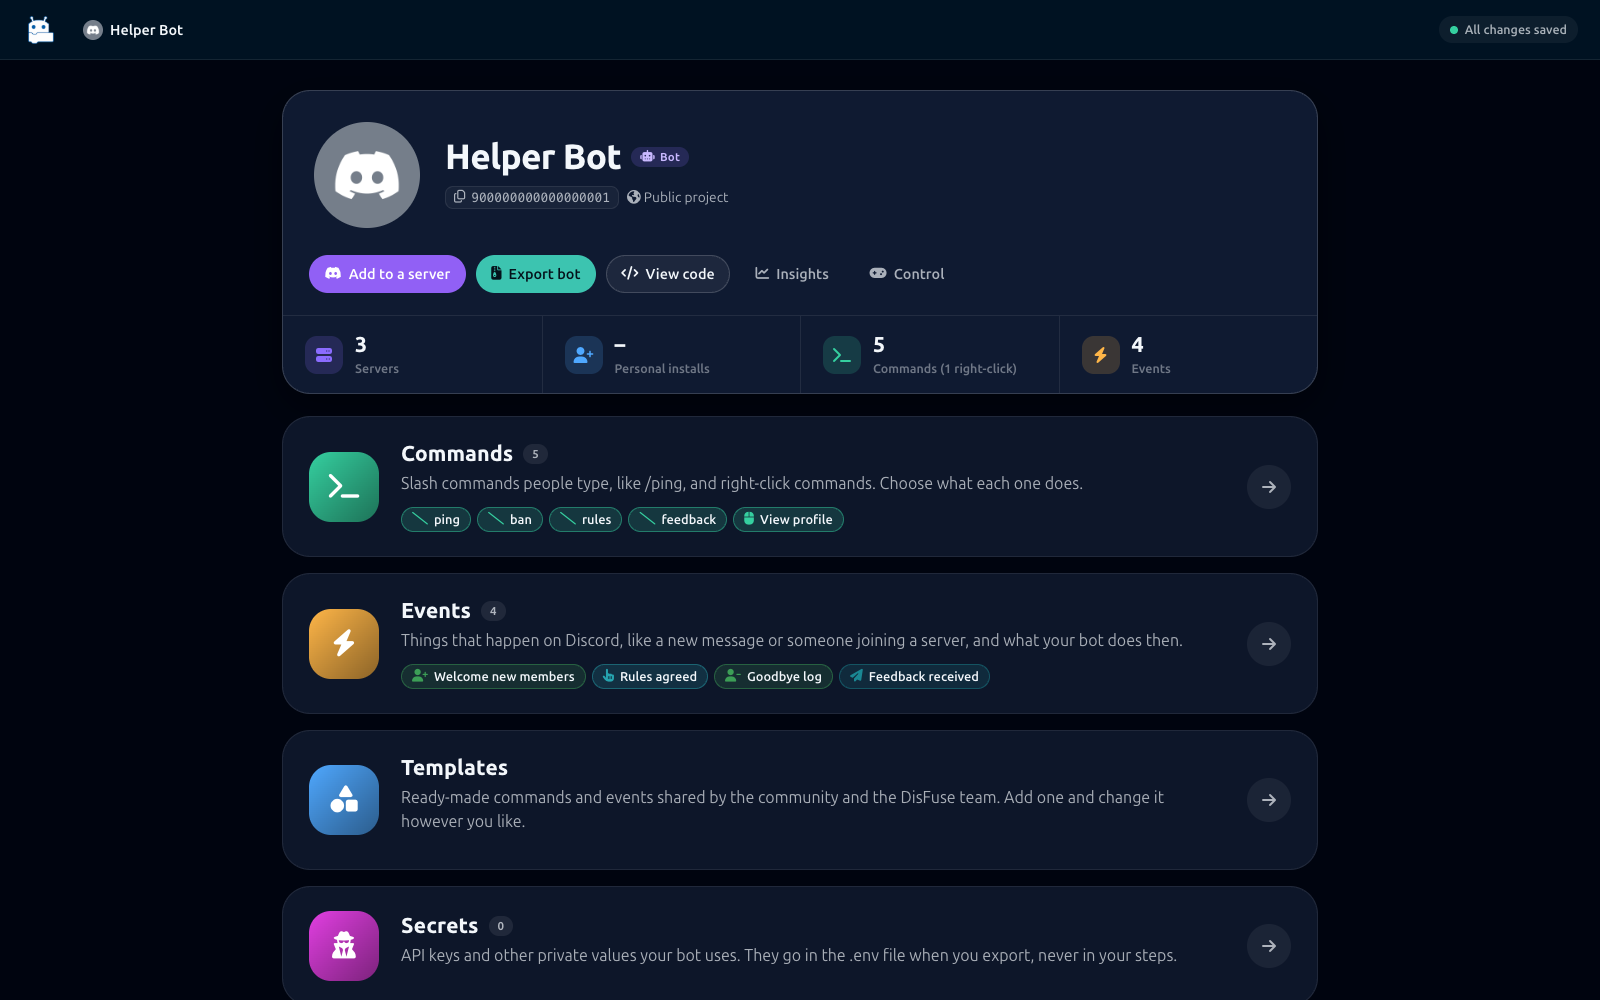 Helper Bot
All changes saved
Helper Bot
Bot
900000000000000001
Public project
Add to a server
Export bot
View code
Insights
Control
3
Servers
–
Personal installs
5
Commands (1 right-click)
4
Events
Commands 5
Slash commands people type, like /ping, and right-click commands. Choose what each one does.
ping
ban
rules
feedback
View profile
Events 4
Things that happen on Discord, like a new message or someone joining a server, and what your bot does then.
Welcome new members
Rules agreed
Goodbye log
Feedback received
Templates
Ready-made commands and events shared by the community and the DisFuse team. Add one and change it
however you like.
Secrets 0
API keys and other private values your bot uses. They go in the .env file when you export, never in your steps.